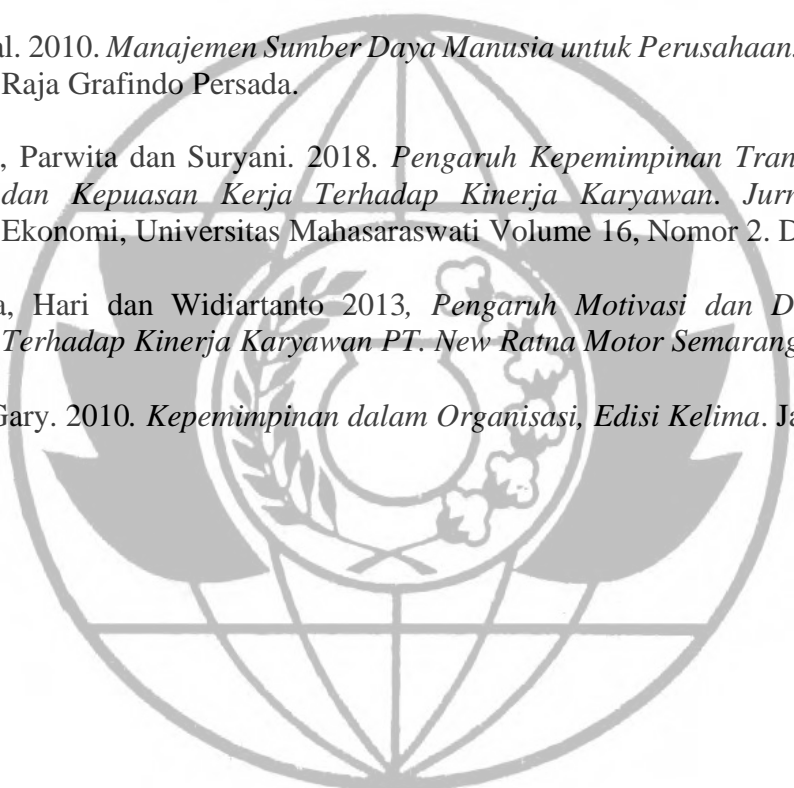 al. 2010. Manajemen Sumber Daya Manusia untuk Perusahaan.
Raja Grafindo Persada.
, Parwita dan Suryani. 2018. Pengaruh Kepemimpinan Tran
dan Kepuasan Kerja Terhadap Kinerja Karyawan. Jurn
Ekonomi, Universitas Mahasaraswati Volume 16, Nomor 2. D
a, Hari dan Widiartanto 2013, Pengaruh Motivasi dan D
Terhadap Kinerja Karyawan PT. New Ratna Motor Semarang
Gary. 2010. Kepemimpinan dalam Organisasi, Edisi Kelima. Ja